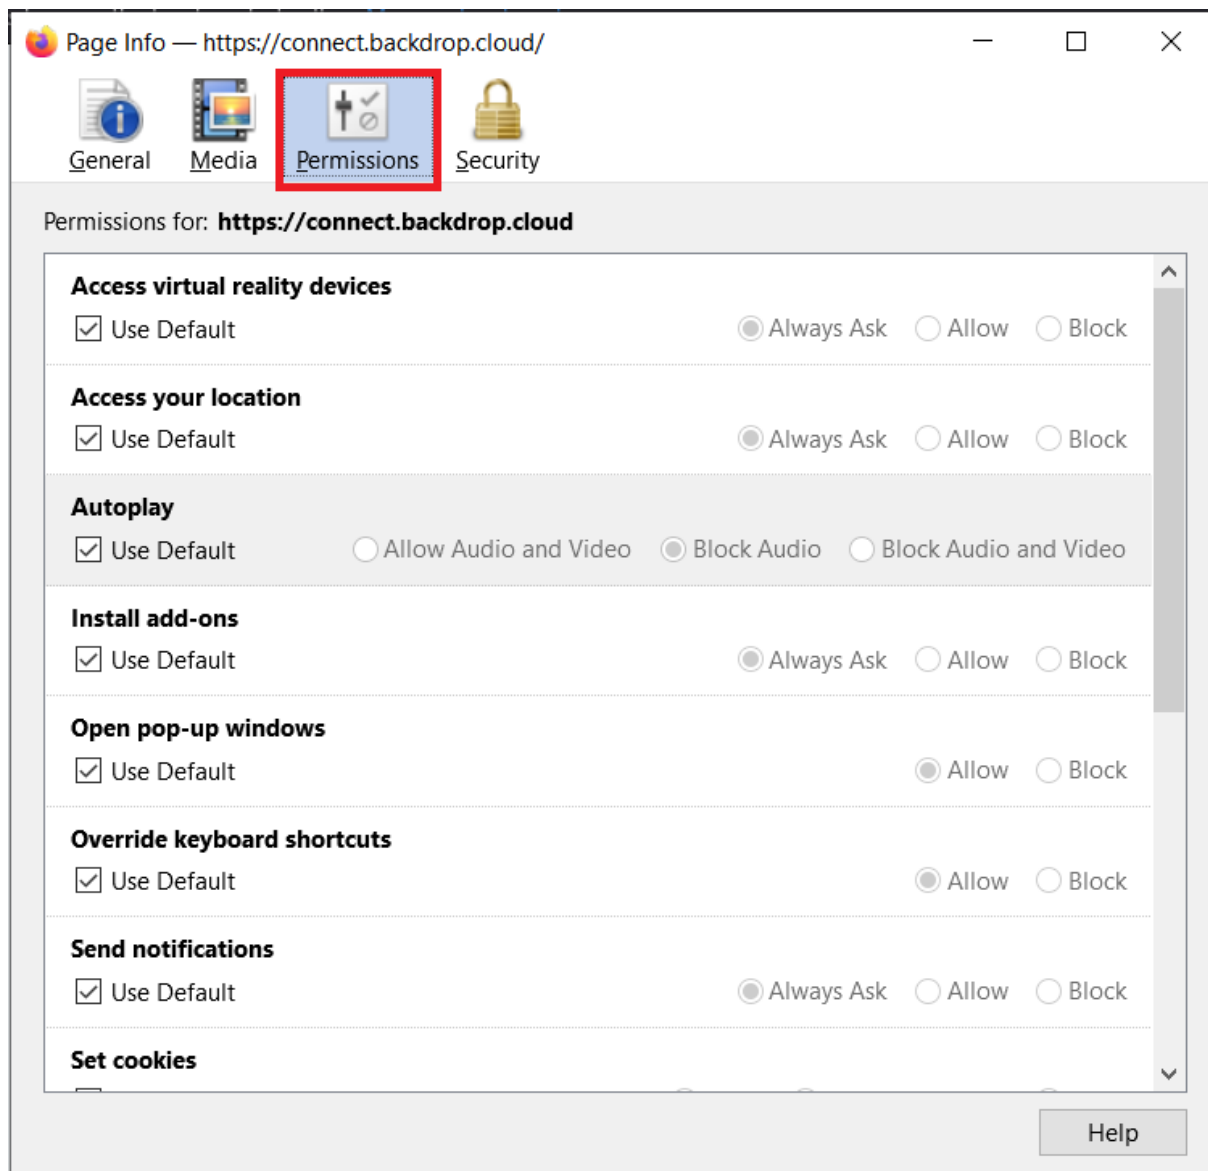 Page Info — https://connect.backdrop.cloud/
General Media Permissions Security
Permissions for: https://connect.backdrop.cloud
Access virtual reality devices
Use Default Always Ask Allow Block
Access your location
Use Default Always Ask Allow Block
Autoplay
Use Default Allow Audio and Video Block Audio Block Audio and Video
Install add-ons
Use Default Always Ask Allow Block
Open pop-up windows
Use Default Allow Block
Override keyboard shortcuts
Use Default Allow Block
Send notifications
Use Default Always Ask Allow Block
Set cookies
Help